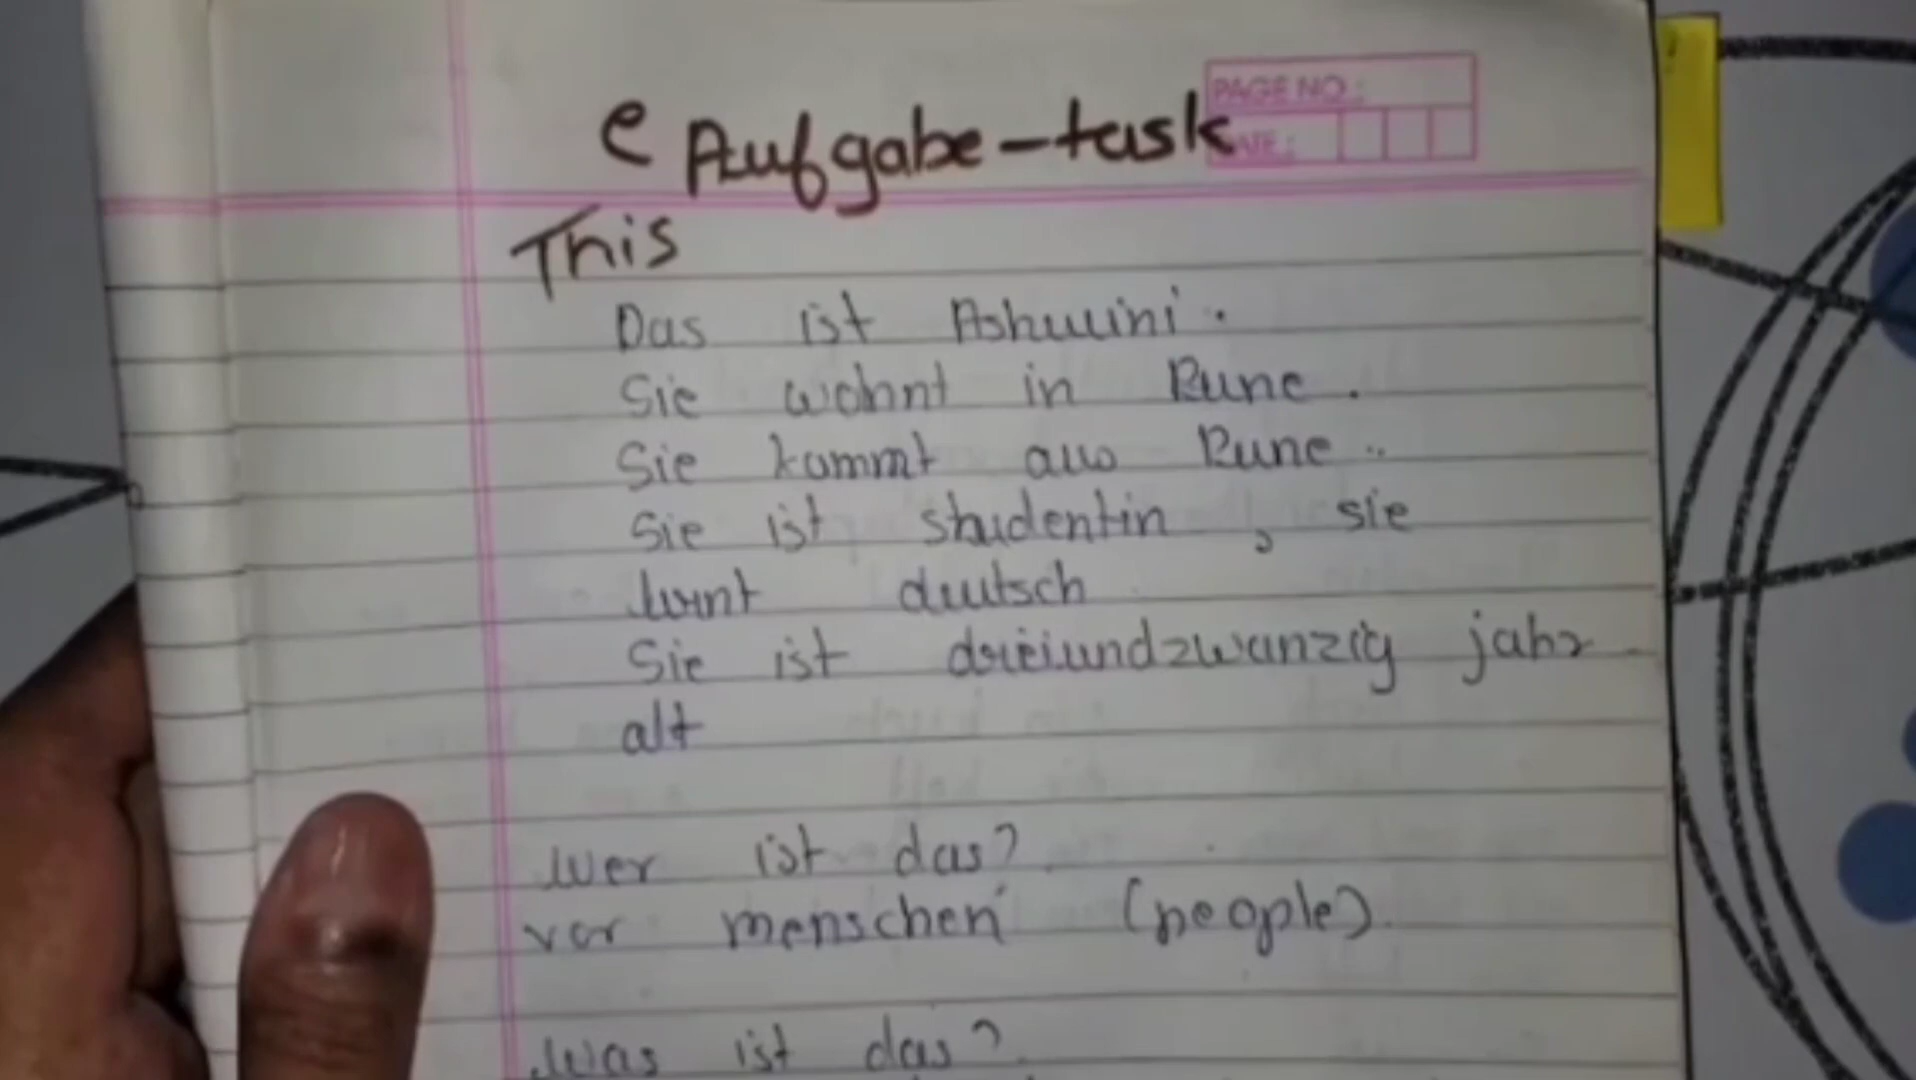 e Aufgabe-task
PAGE NO.:
DATE:
This
Das ist Ashwini.
Sie wohnt in Pune.
Sie kommt aus Pune..
Sie ist studentin, sie
lernt deutsch
Sie ist dreiundzwanzig jahr
alt
wer ist das?
menschen (people).
was ist das?